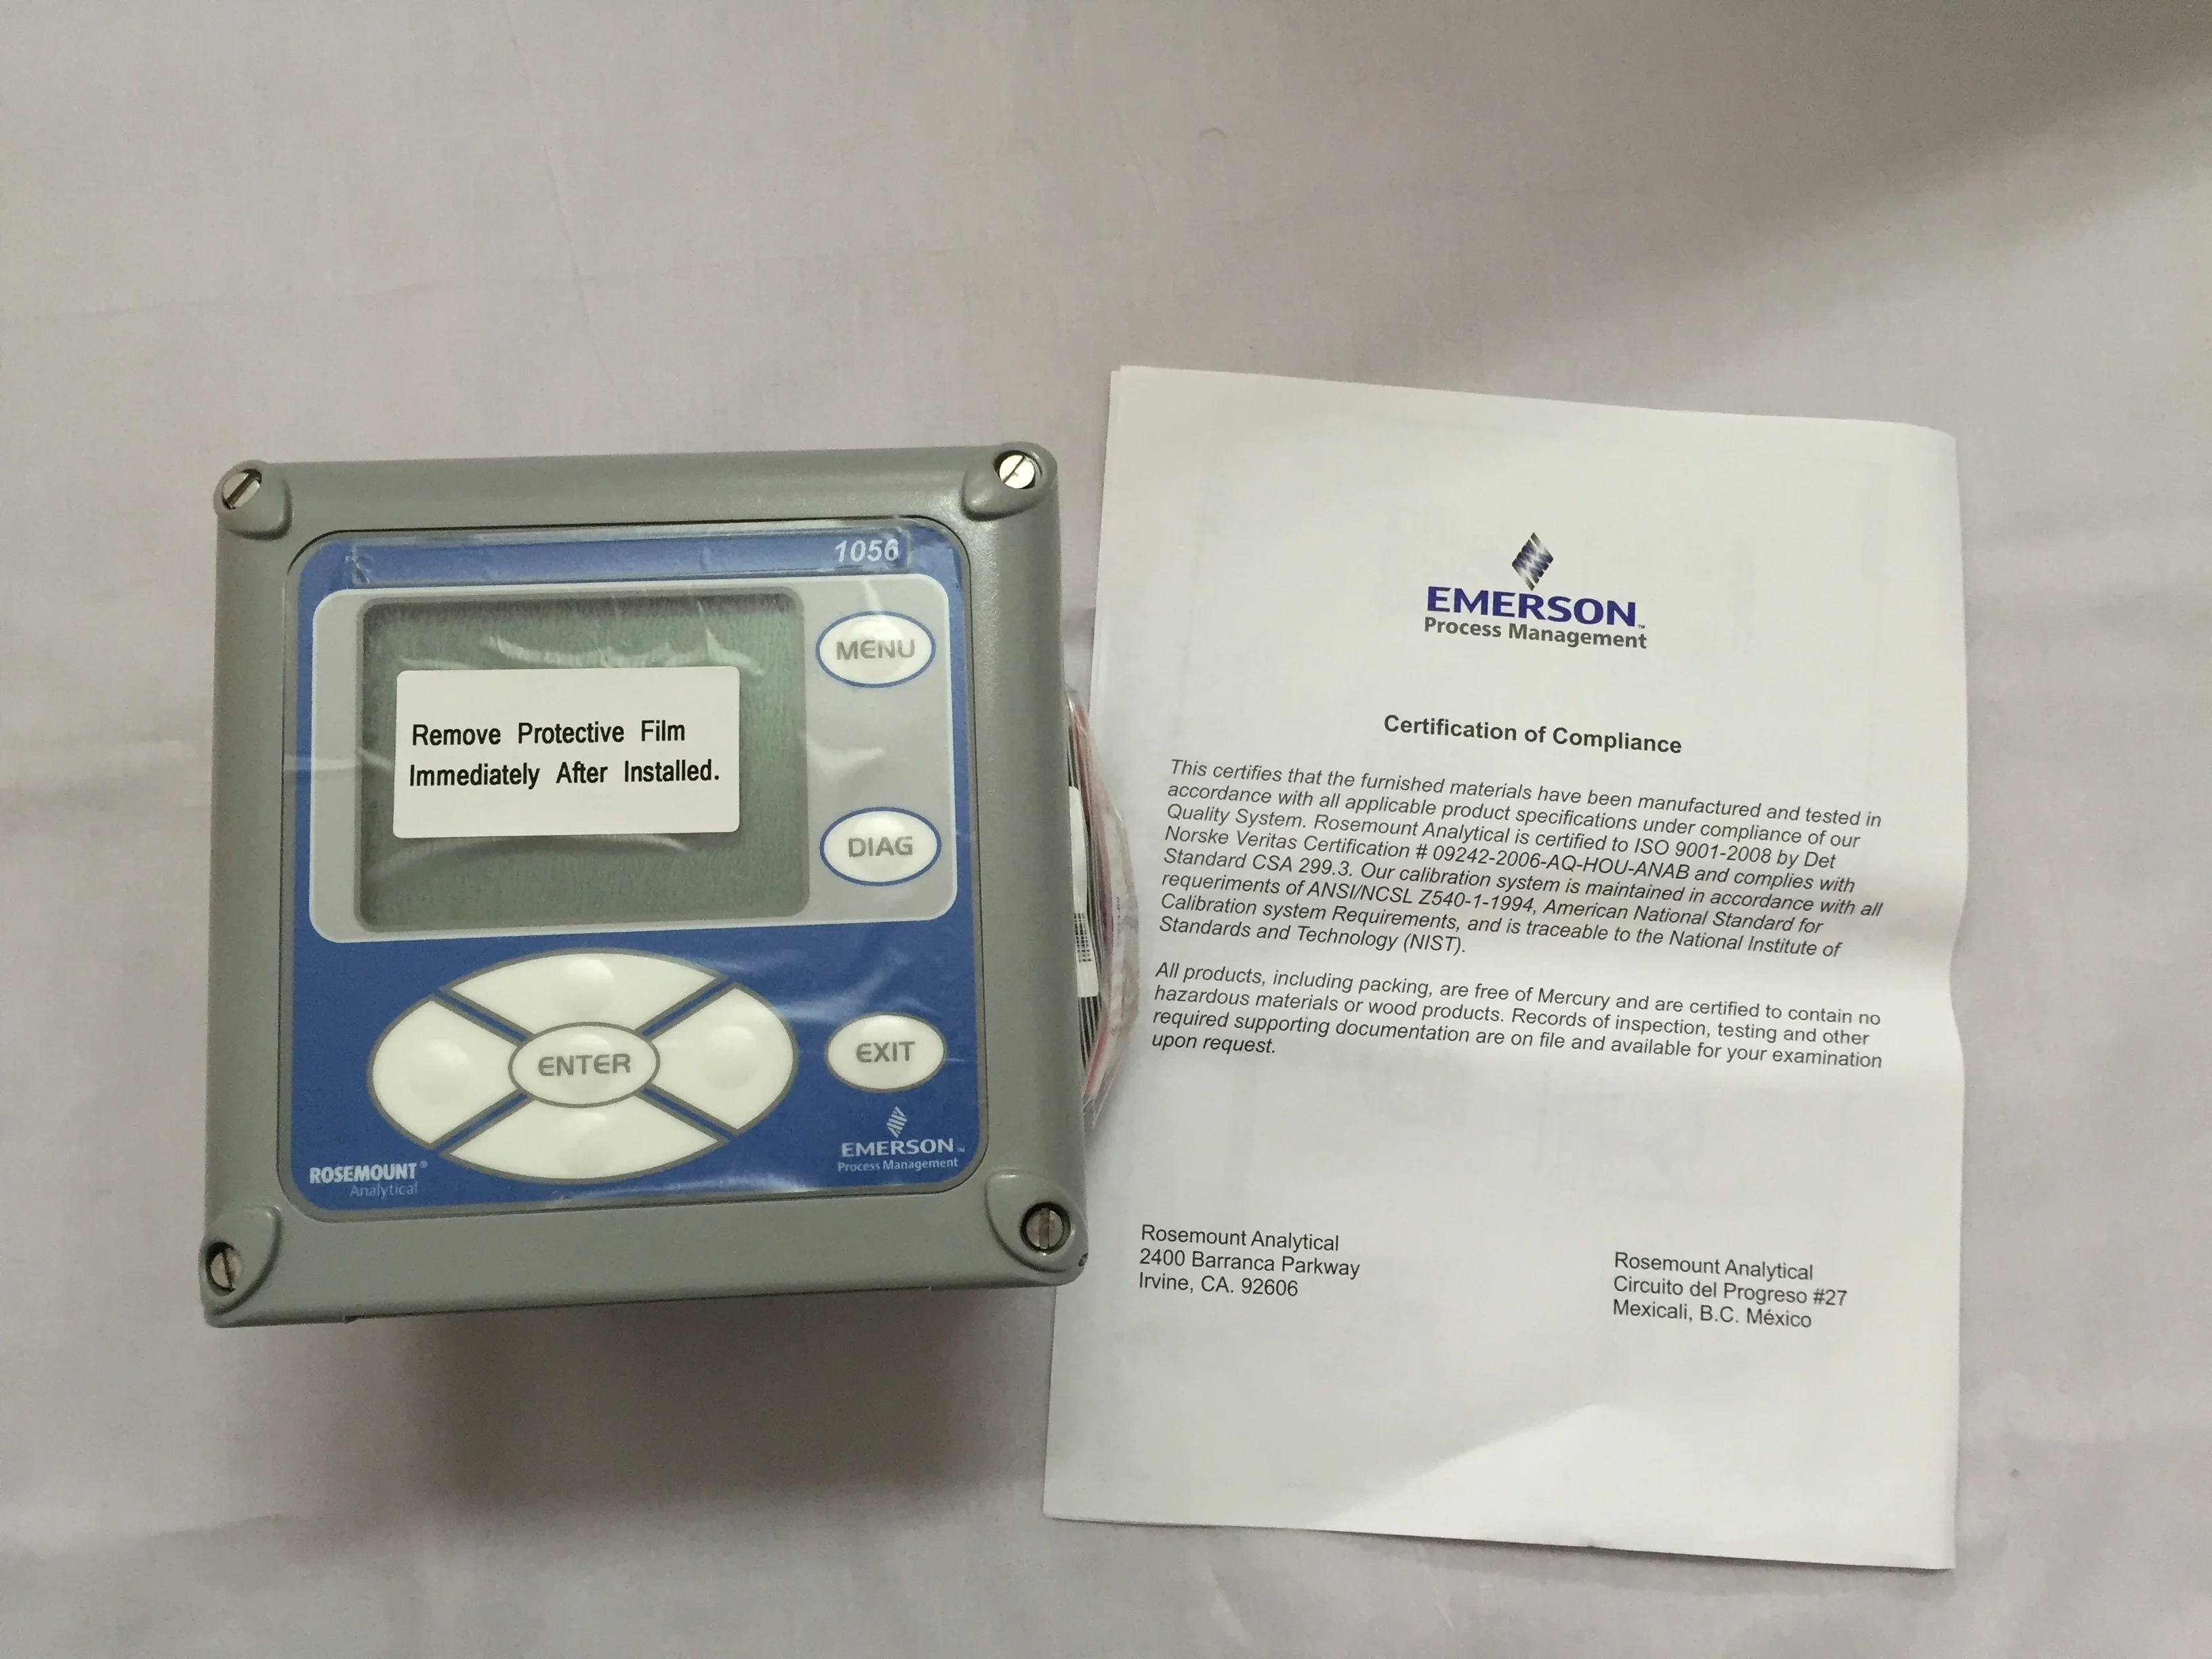 1056
MENU
Remove Protective Film
Immediately After Installed.
DIAG
ENTER
EXIT
ROSEMOUNT®
Analytical
EMERSON™
Process Management
EMERSON™
Process Management
Certification of Compliance
This certifies that the furnished materials have been manufactured and tested in
accordance with all applicable product specifications under compliance of our
Quality System. Rosemount Analytical is certified to ISO 9001-2008 by Det
Norske Veritas Certification # 09242-2006-AQ-HOU-ANAB and complies with
Standard CSA 299.3. Our calibration system is maintained in accordance with all
requeriments of ANSI/NCSL Z540-1-1994, American National Standard for
Calibration system Requirements, and is traceable to the National Institute of
Standards and Technology (NIST).
All products, including packing, are free of Mercury and are certified to contain no
hazardous materials or wood products. Records of inspection, testing and other
required supporting documentation are on file and available for your examination
upon request.
Rosemount Analytical
2400 Barranca Parkway
Irvine, CA. 92606
Rosemount Analytical
Circuito del Progreso #27
Mexicali, B.C. México